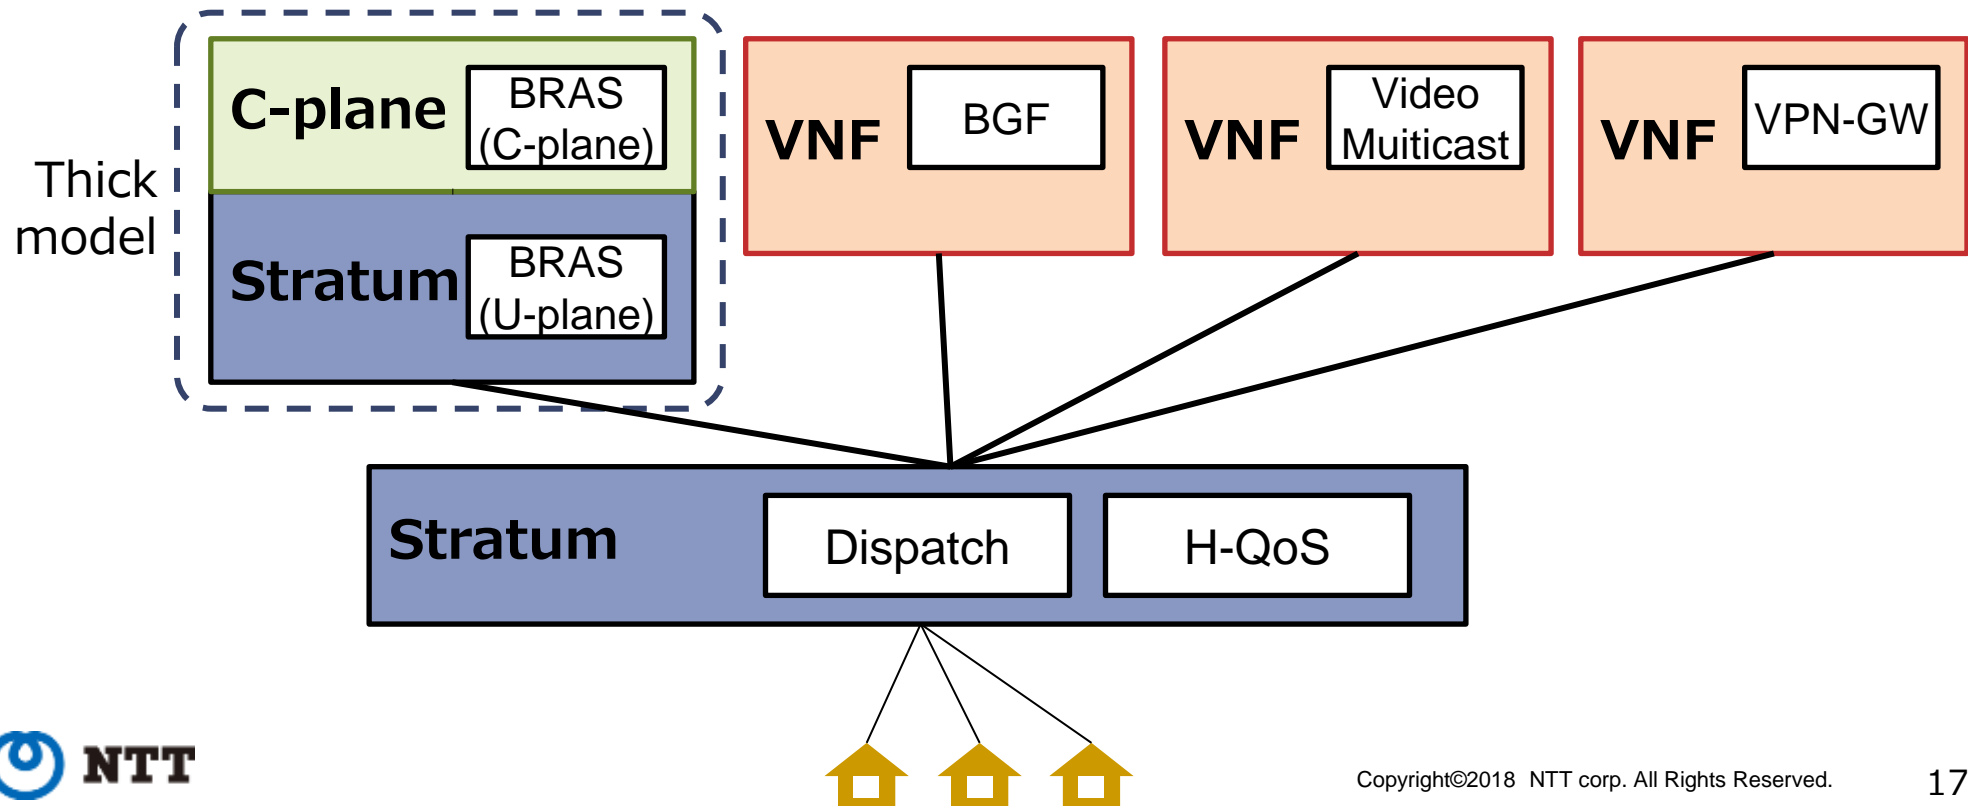 Thick
model
C-plane
BRAS
(C-plane)
Stratum
BRAS
(U-plane)
VNF
BGF
VNF
Video
Muiticast
VNF
VPN-GW
Stratum
Dispatch
H-QoS
NTT
Copyright©2018 NTT corp. All Rights Reserved.
17